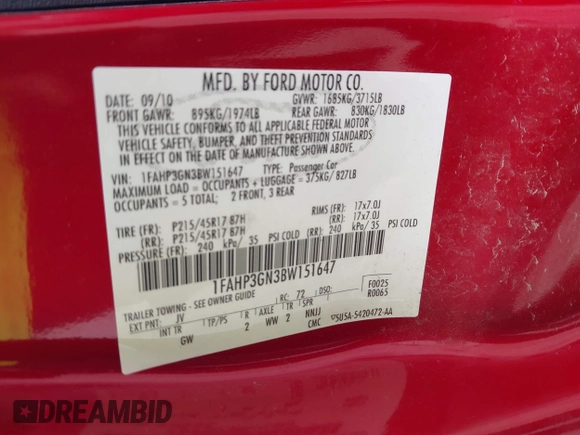 MFD. BY FORD MOTOR CO.
DATE: 09/10 GVWR: 1685KG/3715LB
FRONT GAWR: 895KG/1974LB REAR GAWR: 830KG/1830LB
THIS VEHICLE CONFORMS TO ALL APPLICABLE FEDERAL MOTOR
VEHICLE SAFETY, BUMPER, AND THEFT PREVENTION STANDARDS
IN EFFECT ON THE DATE OF MANUFACTURE SHOWN ABOVE.
VIN: 1FAHP3GN3BW151647 TYPE: Passenger Car
MAXIMUM LOAD = OCCUPANTS + LUGGAGE = 375KG/ 827LB
OCCUPANTS = 5 TOTAL; 2 FRONT, 3 REAR
TIRE (FF): P215/45R17 87H RIMS (FF): 17x7.0J
(RR): P215/45R17 87H (RR): 17x7.0J
PRESSURE (FF): 240 kPa/ 35 PSI COLD (RR): 240 kPa/ 35 PSI COLD
1FAHP3GN3BW151647
TRAILER TOWING - SEE OWNER GUIDE
RC: 72 DSO: F0025
R0065
EXT PNT: JV INT TR TP/PS R AXLE TR SPR
GW 2 WW 2 NNJJ
CMC 5U5A-5420472-AA
DREAMBID